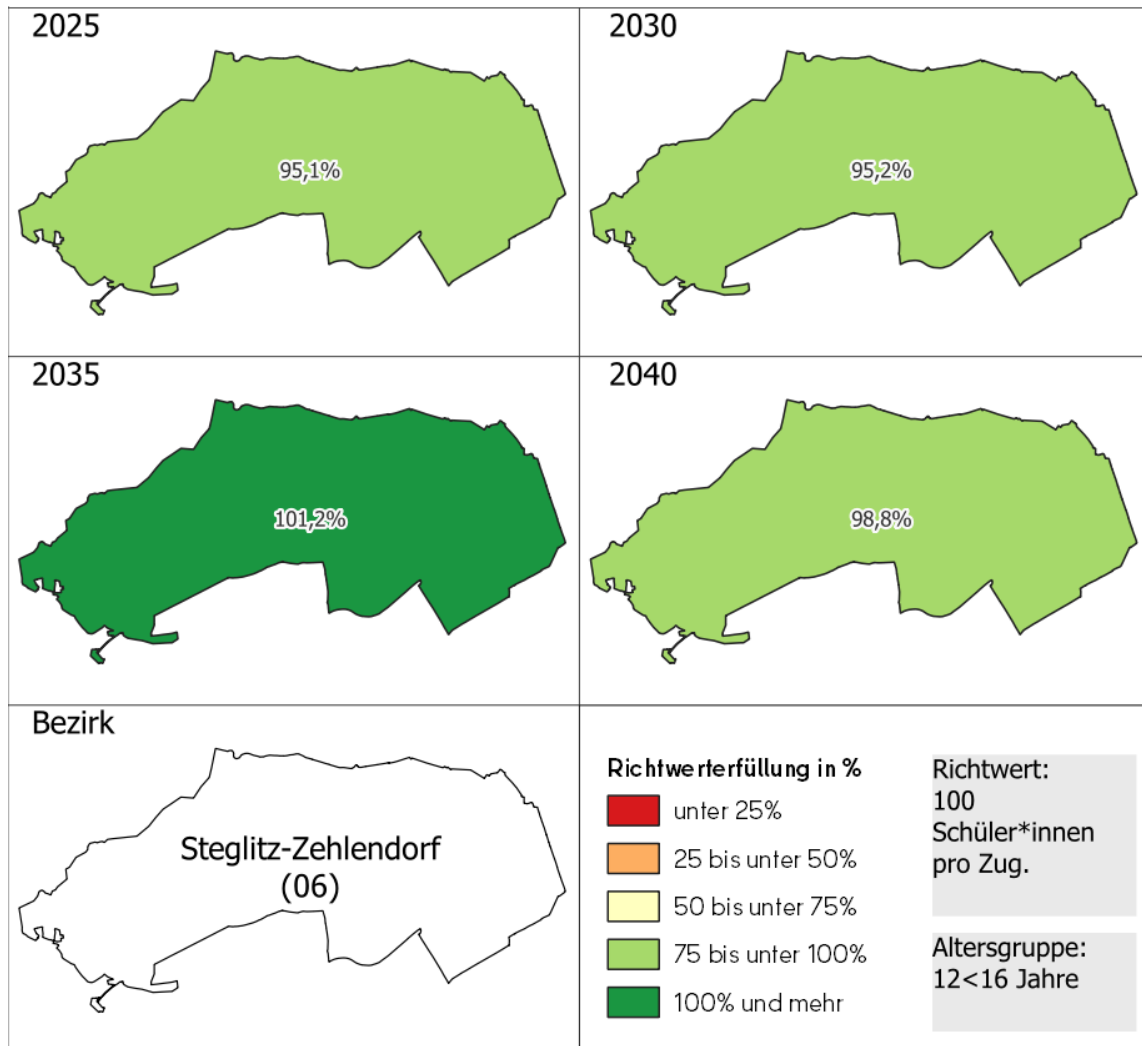 2025
95,1%
2030
95,2%
2035
101,2%
2040
98,8%
Bezirk
Steglitz-Zehlendorf
(06)
Richtwerterfüllung in %
unter 25%
25 bis unter 50%
50 bis unter 75%
75 bis unter 100%
100% und mehr
Richtwert:
100
Schüler*innen
pro Zug.
Altersgruppe:
12<16 Jahre